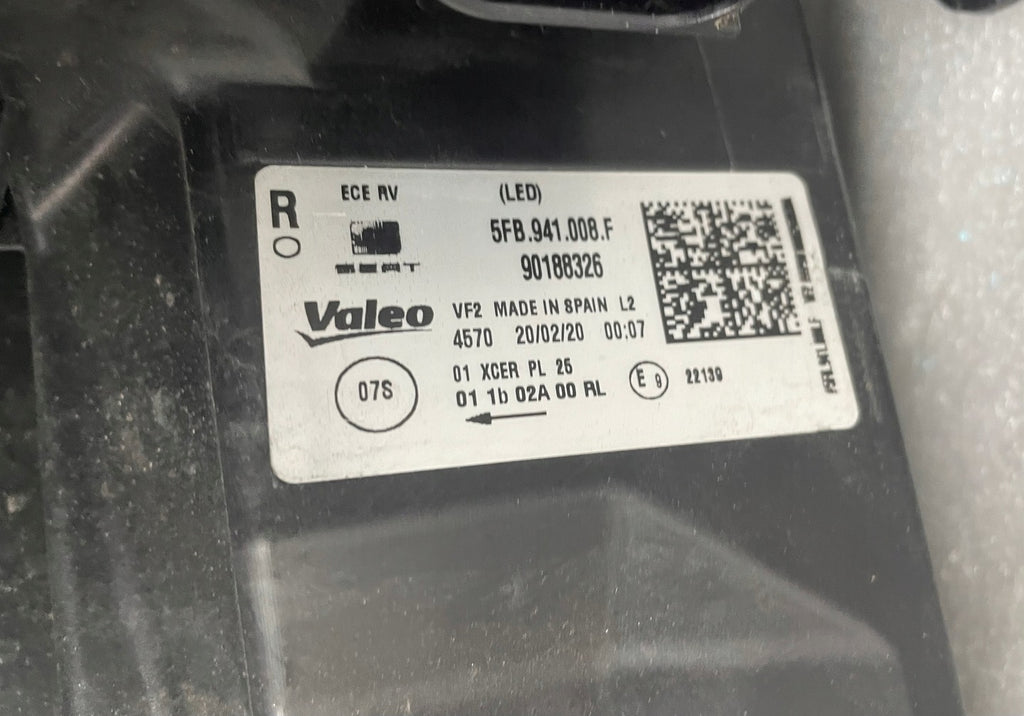 R
ECE RV
(LED)
5FB.941.008.F
SEAT
90188326
Valeo
VF2 MADE IN SPAIN L2
4570 20/02/20 00:07
07S
01 XCER PL 25
01 1b 02A 00 RL
E 9
22139